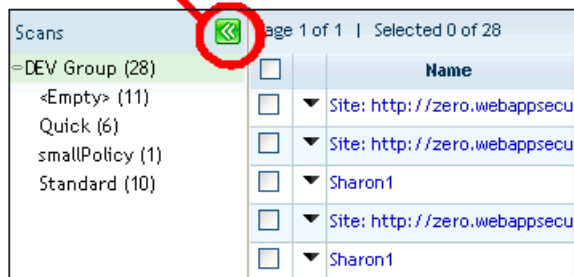 Scans
age 1 of 1 | Selected 0 of 28
DEV Group (28)
<Empty> (11)
Quick (6)
smallPolicy (1)
Standard (10)
Name
Site: http://zero.webappsecu
Site: http://zero.webappsecu
Sharon1
Site: http://zero.webappsecu
Sharon1